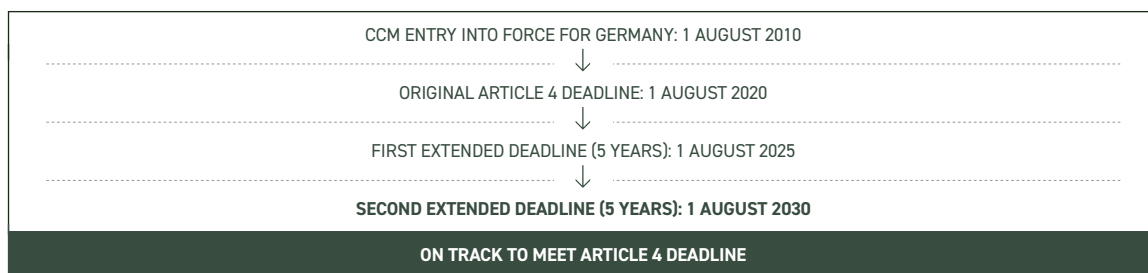 CCM ENTRY INTO FORCE FOR GERMANY: 1 AUGUST 2010
ORIGINAL ARTICLE 4 DEADLINE: 1 AUGUST 2020
FIRST EXTENDED DEADLINE (5 YEARS): 1 AUGUST 2025
SECOND EXTENDED DEADLINE (5 YEARS): 1 AUGUST 2030
ON TRACK TO MEET ARTICLE 4 DEADLINE